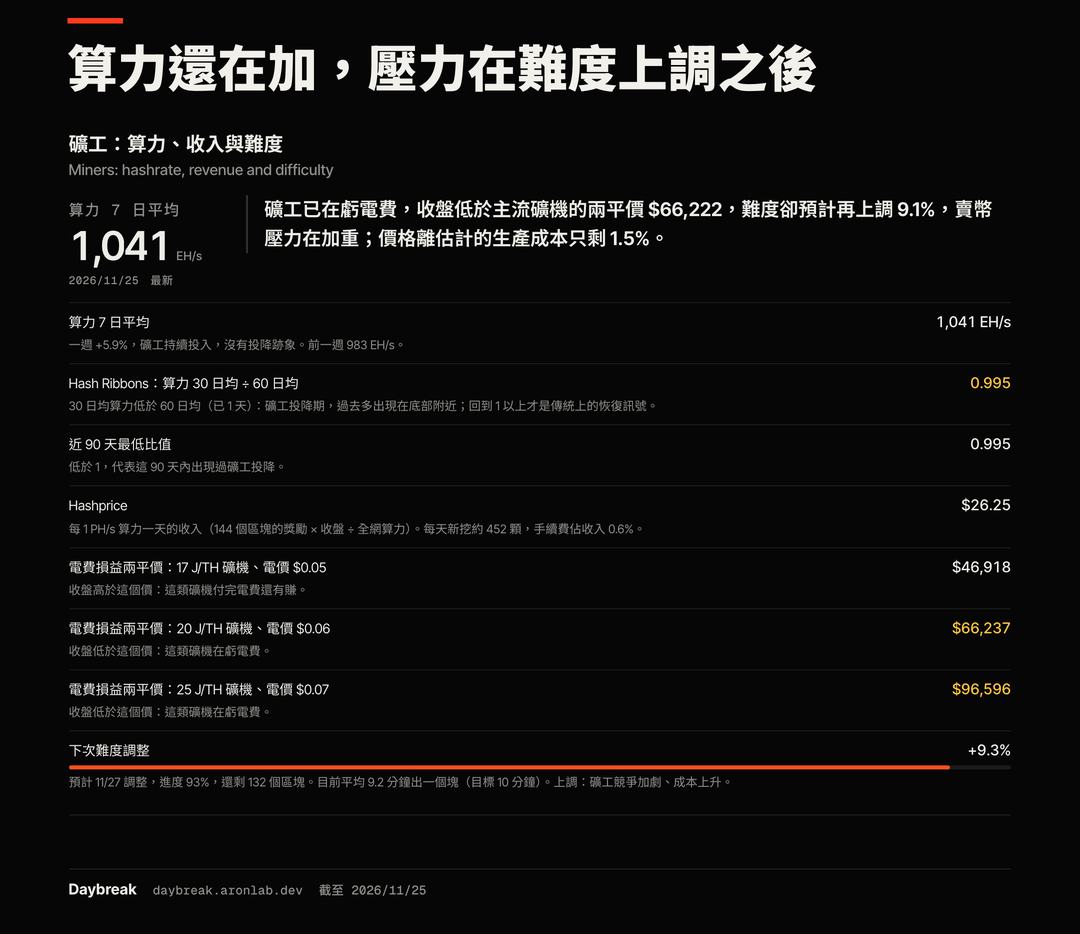 算力還在加，壓力在難度上調之後
礦工：算力、收入與難度
Miners: hashrate, revenue and difficulty
算力 7 日平均
1,041 EH/s
2026/11/25 最新
礦工已在虧電費，收盤低於主流礦機的兩平價 $66,222，難度卻預計再上調 9.1%，賣幣
壓力在加重；價格離估計的生產成本只剩 1.5%。
算力 7 日平均
1,041 EH/s
一週 +5.9%，礦工持續投入，沒有投降跡象。前一週 983 EH/s。
Hash Ribbons：算力 30 日均 ÷ 60 日均
0.995
30 日均算力低於 60 日均（已 1 天）：礦工投降期，過去多出現在底部附近；回到 1 以上才是傳統上的恢復訊號。
近 90 天最低比值
0.995
低於 1，代表這 90 天內出現過礦工投降。
Hashprice
$26.25
每 1 PH/s 算力一天的收入（144 個區塊的獎勵 × 收盤 ÷ 全網算力）。每天新挖約 452 顆，手續費佔收入 0.6%。
電費損益兩平價：17 J/TH 礦機、電價 $0.05
$46,918
收盤高於這個價：這類礦機付完電費還有賺。
電費損益兩平價：20 J/TH 礦機、電價 $0.06
$66,237
收盤低於這個價：這類礦機在虧電費。
電費損益兩平價：25 J/TH 礦機、電價 $0.07
$96,596
收盤低於這個價：這類礦機在虧電費。
下次難度調整
+9.3%
預計 11/27 調整，進度 93%，還剩 132 個區塊。目前平均 9.2 分鐘出一個塊（目標 10 分鐘）。上調：礦工競爭加劇、成本上升。
Daybreak daybreak.aronlab.dev 截至 2026/11/25